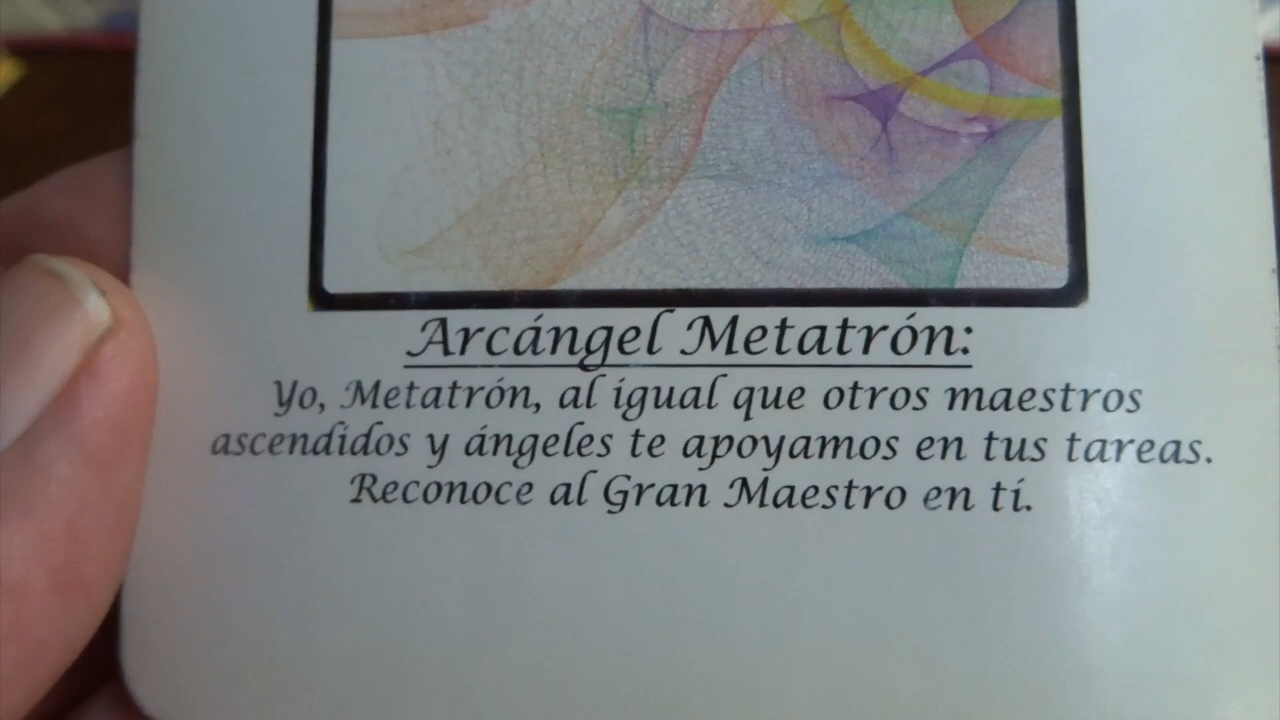 Arcángel Metatrón:
Yo, Metatrón, al igual que otros maestros
ascendidos y ángeles te apoyamos en tus tareas.
Reconoce al Gran Maestro en tí.